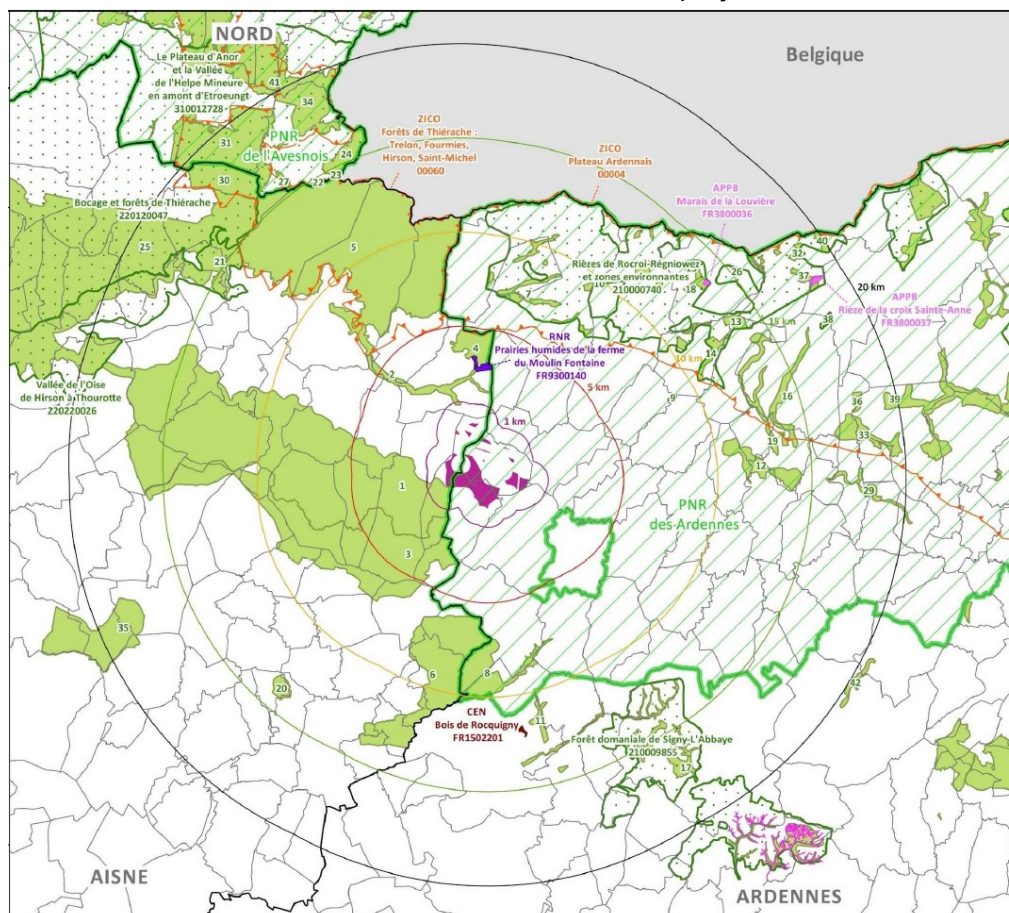 NORD
Belgique
Le Plateau d'Anor
et la Vallée
de l'Helpe Mineure
en amont d'Etroeungt
310012728
41
34
ZICO
Forêts de Thiérache :
Trelon, Fourmies,
Hirson, Saint-Michel
00060
ZICO
Plateau Ardennais
00004
31
PNR
de l'Avesnois
24
23
22
27
30
APPB
Marais de la Louvière
FR3800036
Bocage et forêts de Thiérache
220120047
25
21
5
Rièzes de Rocroi-Régniowez
et zones environnantes
210000740
7
10
18
26
32
40
37
20 km
APPB
Rièze de la croix Sainte-Anne
FR3800037
38
13
15 km
14
10 km
RNR
Prairies humides de la ferme
du Moulin Fontaine
FR9300140
4
2
5 km
9
16
36
39
33
19
12
29
Vallée de l'Oise
de Hirson à Thourotte
220220026
1 km
1
3
PNR
des Ardennes
35
20
6
8
42
CEN
Bois de Rocquigny
FR1502201
11
Forêt domaniale de Signy-L'Abbaye
210009855
17
AISNE
ARDENNES